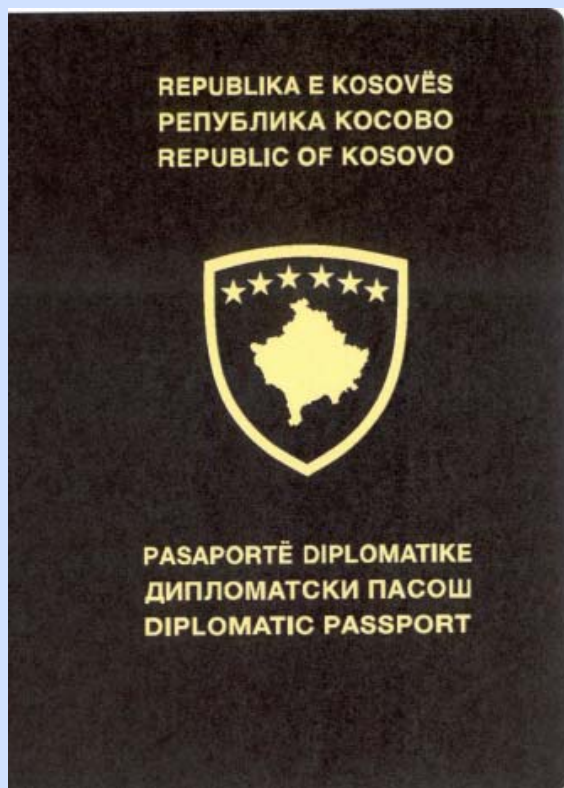 REPUBLIKA E KOSOVËS
РЕПУБЛИКА КОСОВО
REPUBLIC OF KOSOVO
PASAPORTË DIPLOMATIKE
ДИПЛОМАТСКИ ПАСОШ
DIPLOMATIC PASSPORT